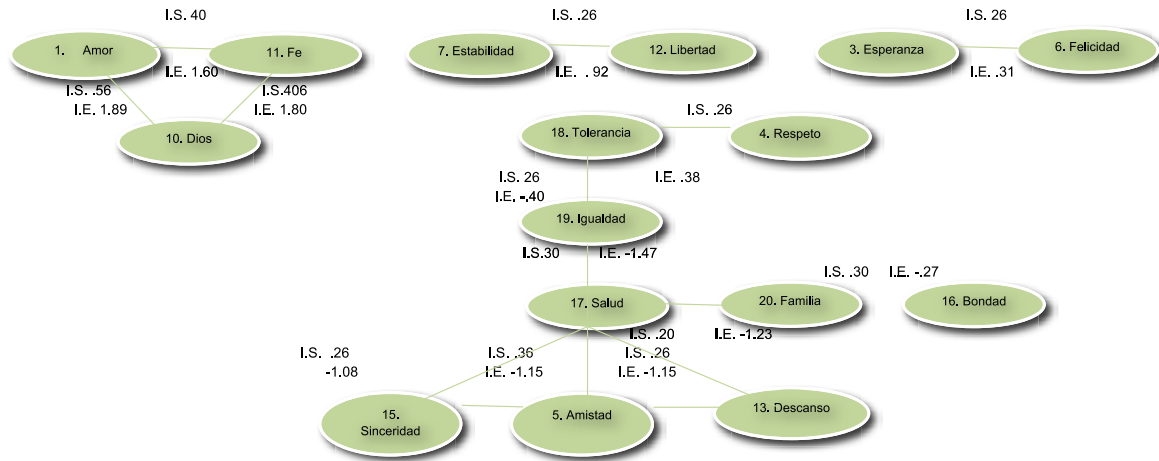 I.S. 40
I.S. .26
I.S. 26
1. Amor
11. Fe
7. Estabilidad
12. Libertad
3. Esperanza
6. Felicidad
I.E. 1.60
I.E. .92
I.E. .31
I.S. .56
I.S.406
I.E. 1.89
I.E. 1.80
I.S. .26
10. Dios
18. Tolerancia
4. Respeto
I.S. 26
I.E. .38
I.E. -.40
19. Igualdad
I.S.30
I.E. -1.47
I.S. .30
I.E. -.27
17. Salud
20. Familia
16. Bondad
I.S. .20
I.E. -1.23
I.S. .26
I.S. .36
I.S. .26
-1.08
I.E. -1.15
I.E. -1.15
15.
Sinceridad
5. Amistad
13. Descanso